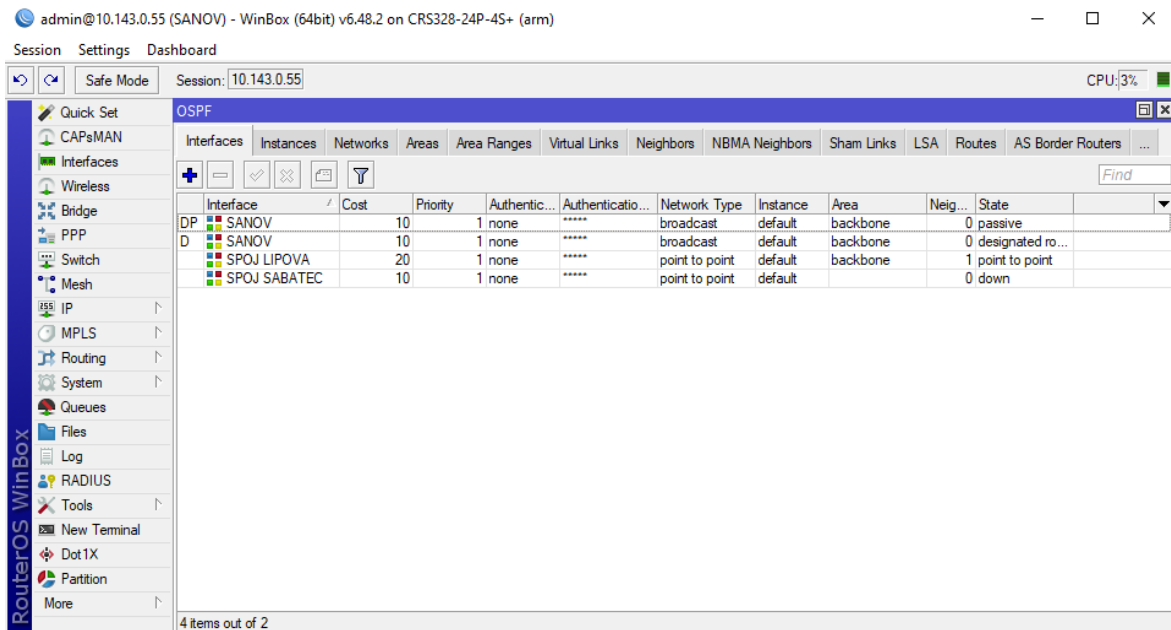 admin@10.143.0.55 (SANOV) - WinBox (64bit) v6.48.2 on CRS328-24P-4S+ (arm)
Session Settings Dashboard
Safe Mode Session: 10.143.0.55 CPU: 3%
Quick Set
CAPsMAN
Interfaces
Wireless
Bridge
PPP
Switch
Mesh
255 IP
MPLS
Routing
System
Queues
Files
Log
RADIUS
Tools
New Terminal
Dot1X
Partition
More
RouterOS WinBox
OSPF
Interfaces Instances Networks Areas Area Ranges Virtual Links Neighbors NBMA Neighbors Sham Links LSA Routes AS Border Routers ...
Find
Interface Cost Priority Authentic... Authenticatio... Network Type Instance Area Neig... State
DP SANOV 10 1 none ***** broadcast default backbone 0 passive
D SANOV 10 1 none ***** broadcast default backbone 0 designated ro...
SPOJ LIPOVA 20 1 none ***** point to point default backbone 1 point to point
SPOJ SABATEC 10 1 none ***** point to point default 0 down
4 items out of 2